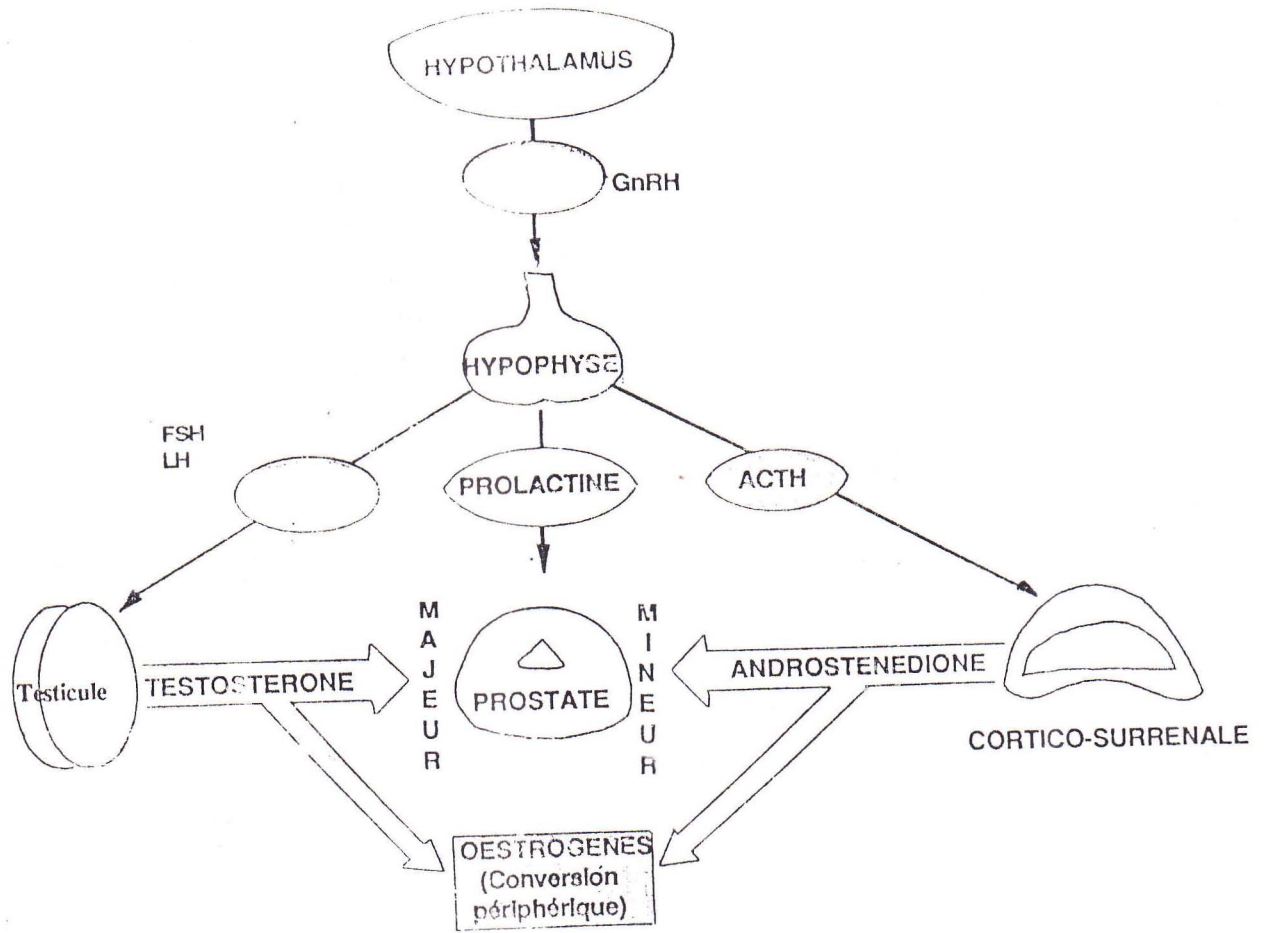 HYPOTHALAMUS
GnRH
HYPOPHYSE
FSH
LH
PROLACTINE
ACTH
Testicule
TESTOSTERONE
MAJEUR
PROSTATE
MINEUR
ANDROSTENEDIONE
CORTICO-SURRENALE
OESTROGENES
(Conversion
périphérique)